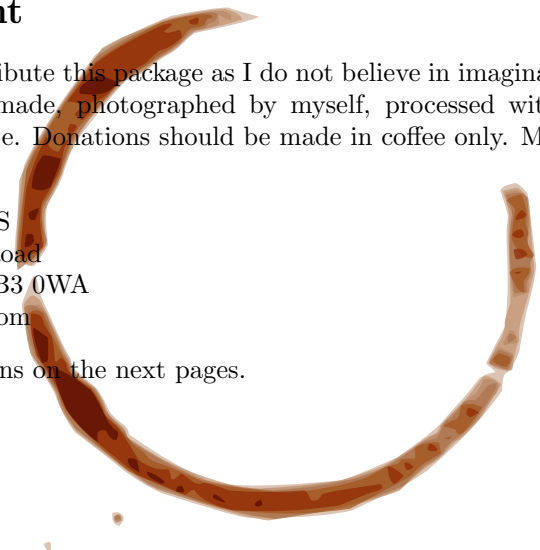 nt
ibute this package as I do not believe in imagina
made, photographed by myself, processed wit
e. Donations should be made in coffee only. M
S
oad
33 0WA
om
ns on the next pages.